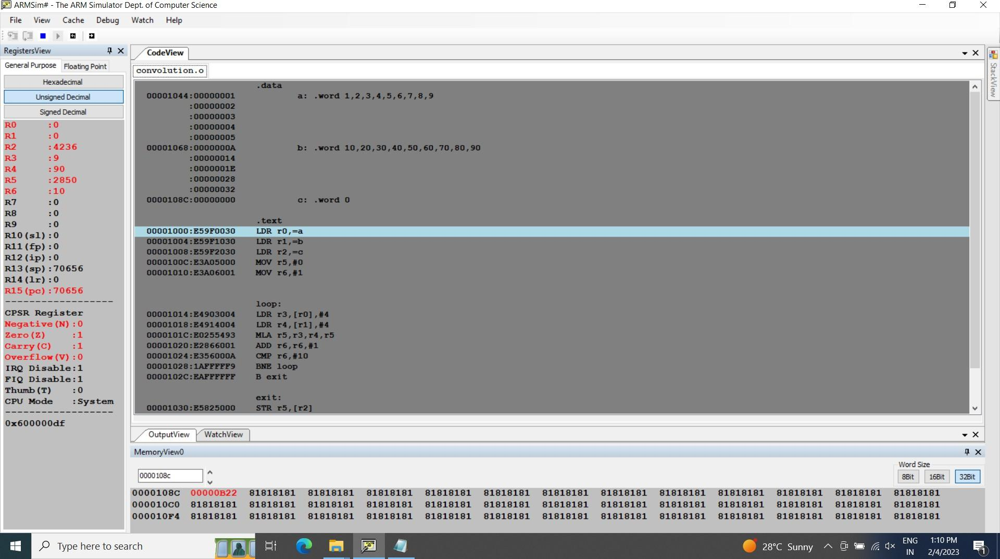 ARMSim# - The ARM Simulator Dept. of Computer Science
File View Cache Debug Watch Help
RegistersView
General Purpose Floating Point
Hexadecimal
Unsigned Decimal
Signed Decimal
R0 :0
R1 :0
R2 :4236
R3 :9
R4 :90
R5 :2850
R6 :10
R7 :0
R8 :0
R9 :0
R10(sl):0
R11(fp):0
R12(ip):0
R13(sp):70656
R14(lr):0
R15(pc):70656
------------------
CPSR Register
Negative(N):0
Zero(Z) :1
Carry(C) :1
Overflow(V):0
IRQ Disable:1
FIQ Disable:1
Thumb(T) :0
CPU Mode :System
------------------
0x600000df
CodeView
convolution.o
.data
00001044:00000001 a: .word 1,2,3,4,5,6,7,8,9
:00000002
:00000003
:00000004
:00000005
00001068:0000000A b: .word 10,20,30,40,50,60,70,80,90
:00000014
:0000001E
:00000028
:00000032
0000108C:00000000 c: .word 0
.text
00001000:E59F0030 LDR r0,=a
00001004:E59F1030 LDR r1,=b
00001008:E59F2030 LDR r2,=c
0000100C:E3A05000 MOV r5,#0
00001010:E3A06001 MOV r6,#1
loop:
00001014:E4903004 LDR r3,[r0],#4
00001018:E4914004 LDR r4,[r1],#4
0000101C:E0255493 MLA r5,r3,r4,r5
00001020:E2866001 ADD r6,r6,#1
00001024:E356000A CMP r6,#10
00001028:1AFFFFF9 BNE loop
0000102C:EAFFFFFF B exit
exit:
00001030:E5825000 STR r5,[r2]
StackView
OutputView WatchView
MemoryView0
0000108c
Word Size
8Bit 16Bit 32Bit
0000108C 00000B22 81818181 81818181 81818181 81818181 81818181 81818181 81818181 81818181 81818181 81818181 81818181 81818181
000010C0 81818181 81818181 81818181 81818181 81818181 81818181 81818181 81818181 81818181 81818181 81818181 81818181 81818181
000010F4 81818181 81818181 81818181 81818181 81818181 81818181 81818181 81818181 81818181 81818181 81818181 81818181 81818181
Type here to search
28°C Sunny
ENG
IN
1:10 PM
2/4/2023
1